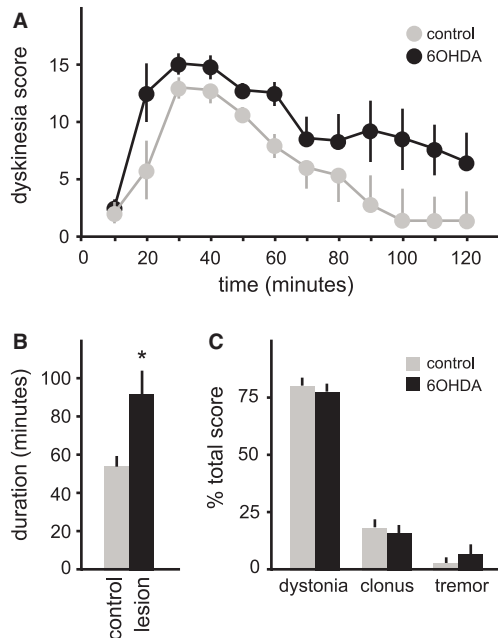 A
control
6OHDA
dyskinesia score
15
10
5
0
0 20 40 60 80 100 120
time (minutes)
B
*
duration (minutes)
100
80
60
40
20
0
control
lesion
C
control
6OHDA
% total score
75
25
0
dystonia clonus tremor